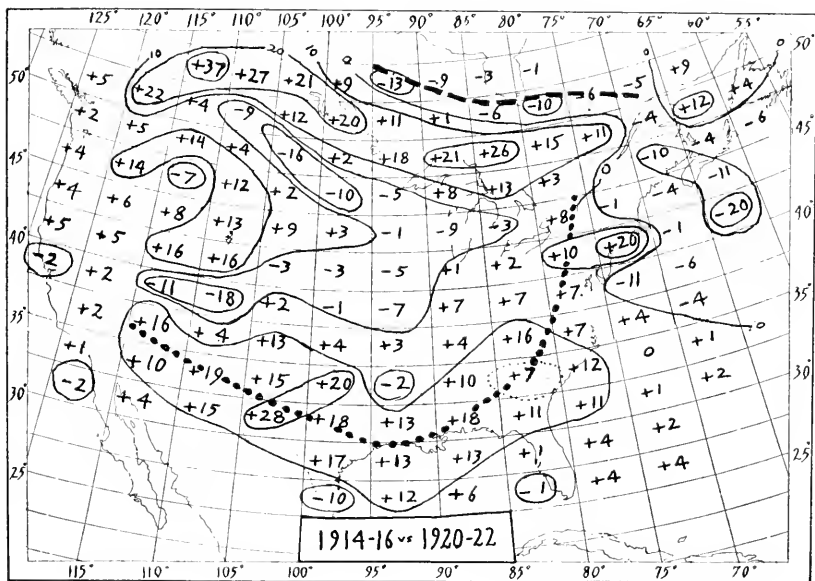 125° 120° 115° 110° 105° 100° 95° 90° 85° 80° 75° 70° 65° 60° 55°
10 20 10 0 0 0
50° 50°
+5 +37 +27 +21 +9 -13 -9 -3 -1 6 -5 +9 +4
+22 +4 -9 +12 +20 +11 +1 -6 -10 -4 +12 -6
+2 +5 +14 +4 -16 +2 +18 +21 +26 +15 +11 -4
45° 45°
+4 +14 -7 +12 +2 -10 -5 +8 +13 +3 0 -10 -11
+4 +6 +8 +13 +9 +3 -1 -9 -3 +8 -1 -4 -20
40° 40°
+5 +5 +16 +16 -3 -3 -5 +1 +2 +10 +20 -1
-2 +2 -11 -18 +2 -1 -7 +7 +7 +7 -11 -6
35° 35°
+2 +16 +4 +13 +4 +3 +4 +16 +7 +4 -4 0
+1 +10 +19 +15 +20 -2 +10 +7 +12 0 +1
30° 30°
-2 +4 +15 +28 +18 +13 +18 +11 +11 +1 +2
+17 +13 +13 +1 +4 +2
25° 25°
-10 +12 +6 -1 +4 +4
1914-16 vs 1920-22
115° 110° 105° 100° 95° 90° 85° 80° 75° 70°